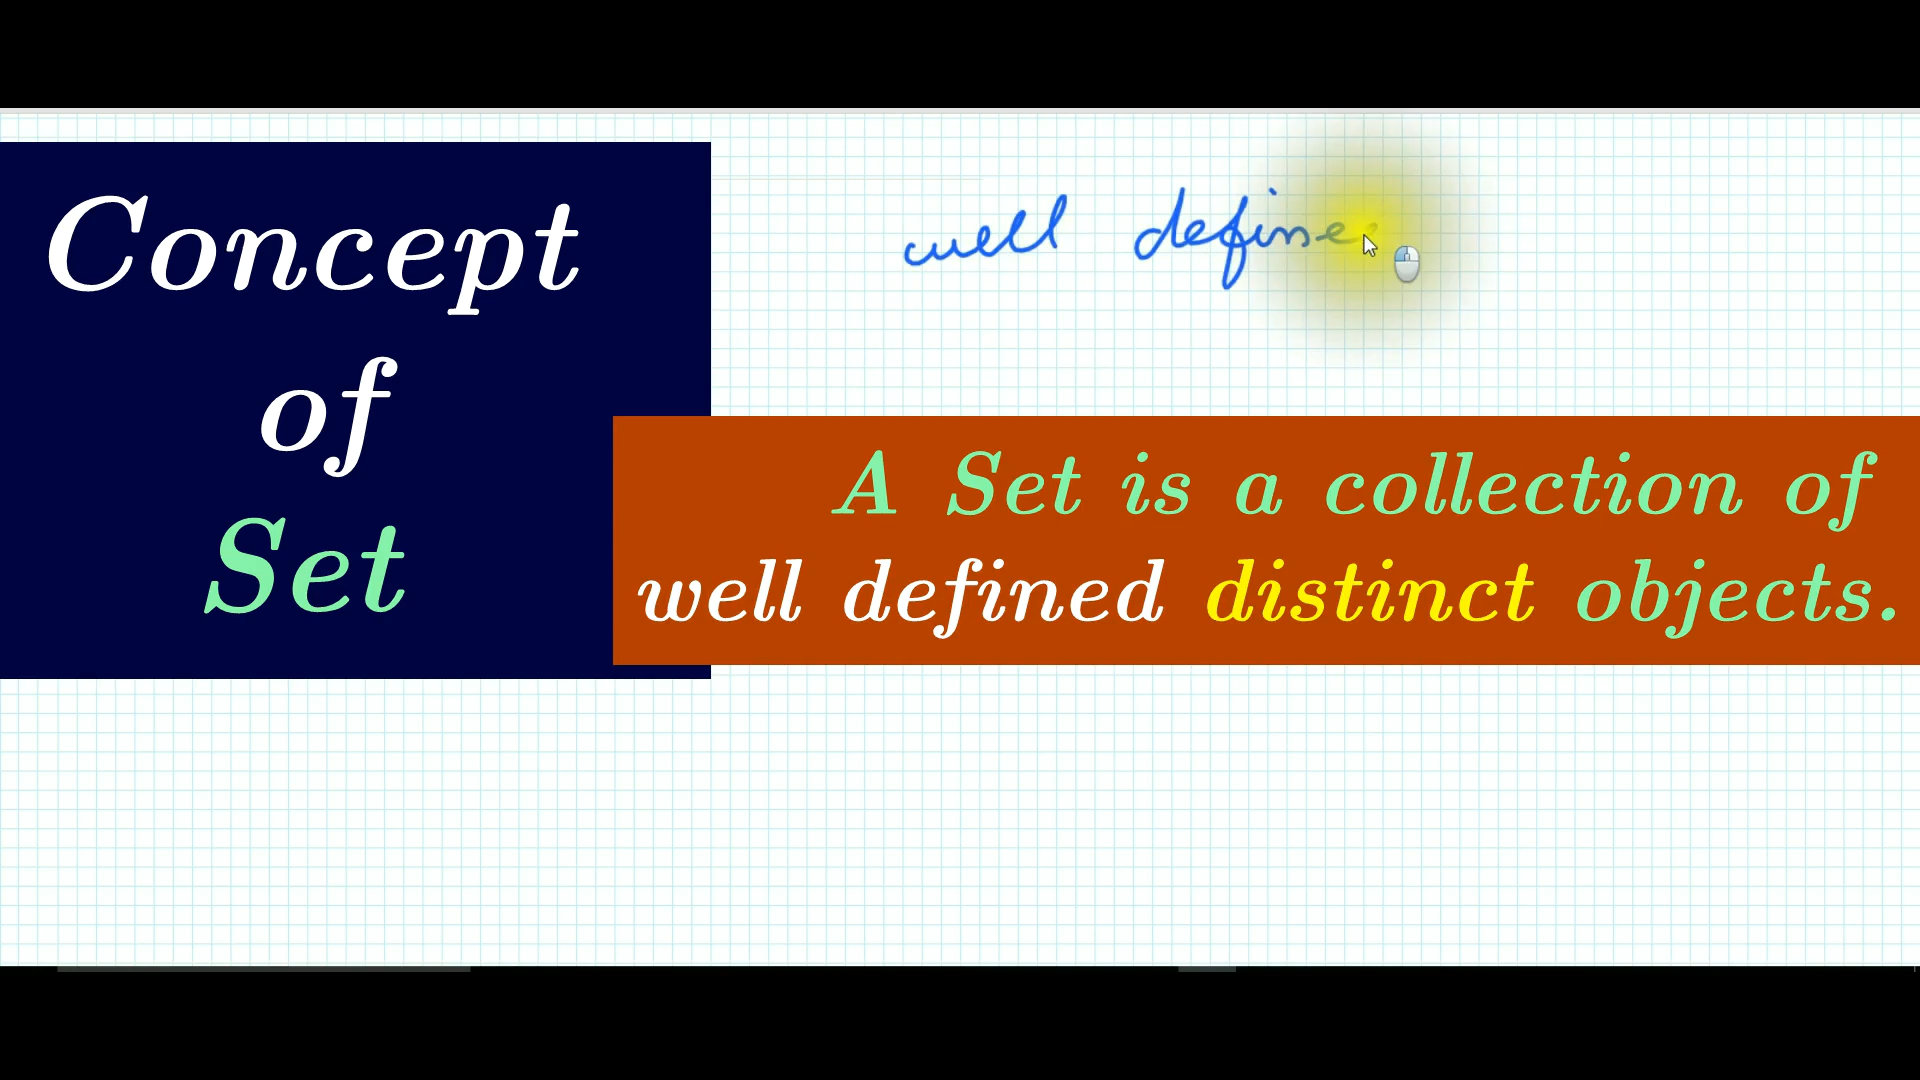 Concept
of
Set
well define
A Set is a collection of
well defined distinct objects.